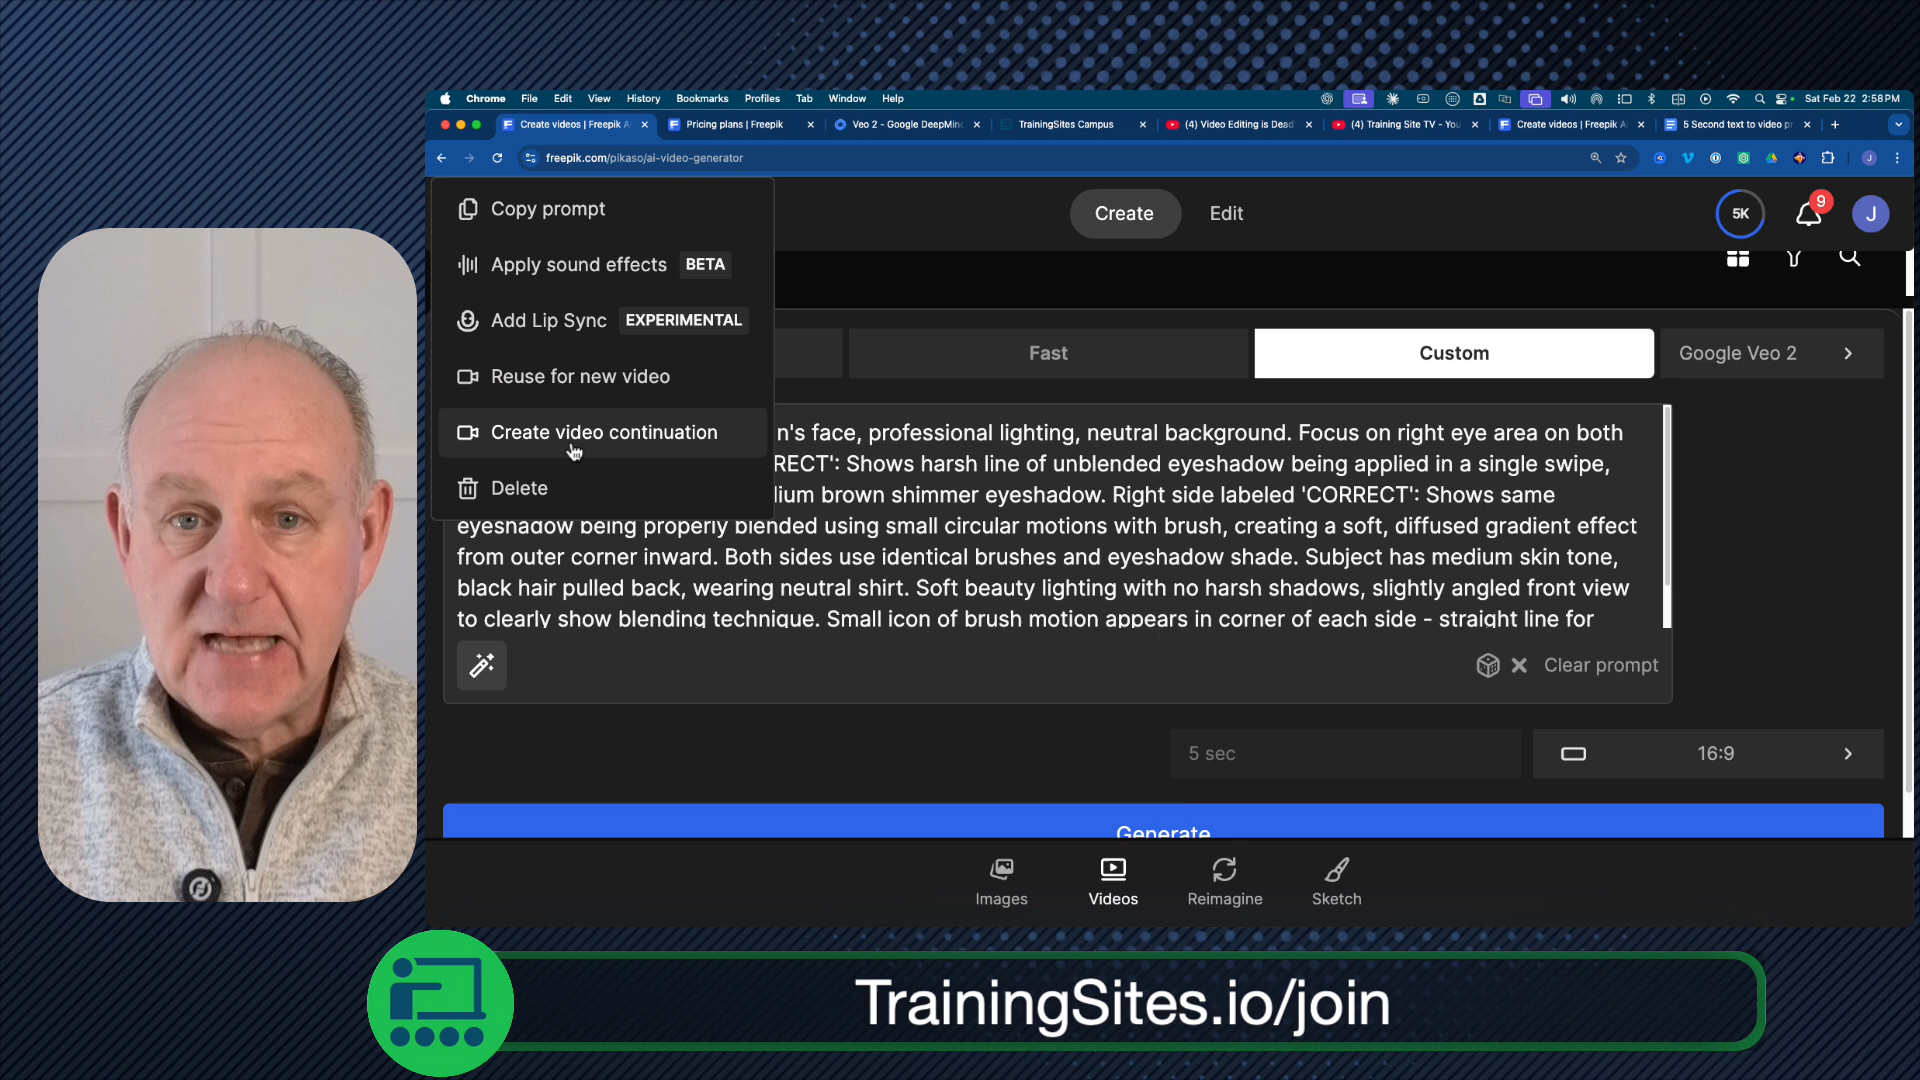 Chrome File Edit View History Bookmarks Profiles Tab Window Help
Sat Feb 22 2:58PM
Create videos | Freepik A
Pricing plans | Freepik
Veo 2 - Google DeepMin
TrainingSites Campus
(4) Video Editing is Dead
(4) Training Site TV - You
Create videos | Freepik A
5 Second text to video pr
freepik.com/pikaso/ai-video-generator
J
Create
Edit
5K
9
J
Copy prompt
Apply sound effects BETA
Add Lip Sync EXPERIMENTAL
Reuse for new video
Create video continuation
Delete
Fast
Custom
Google Veo 2
n's face, professional lighting, neutral background. Focus on right eye area on both
RECT': Shows harsh line of unblended eyeshadow being applied in a single swipe,
ium brown shimmer eyeshadow. Right side labeled 'CORRECT': Shows same
eyeshadow being properly blended using small circular motions with brush, creating a soft, diffused gradient effect
from outer corner inward. Both sides use identical brushes and eyeshadow shade. Subject has medium skin tone,
black hair pulled back, wearing neutral shirt. Soft beauty lighting with no harsh shadows, slightly angled front view
to clearly show blending technique. Small icon of brush motion appears in corner of each side - straight line for
Clear prompt
5 sec
16:9
Generate
Images
Videos
Reimagine
Sketch
TrainingSites.io/join